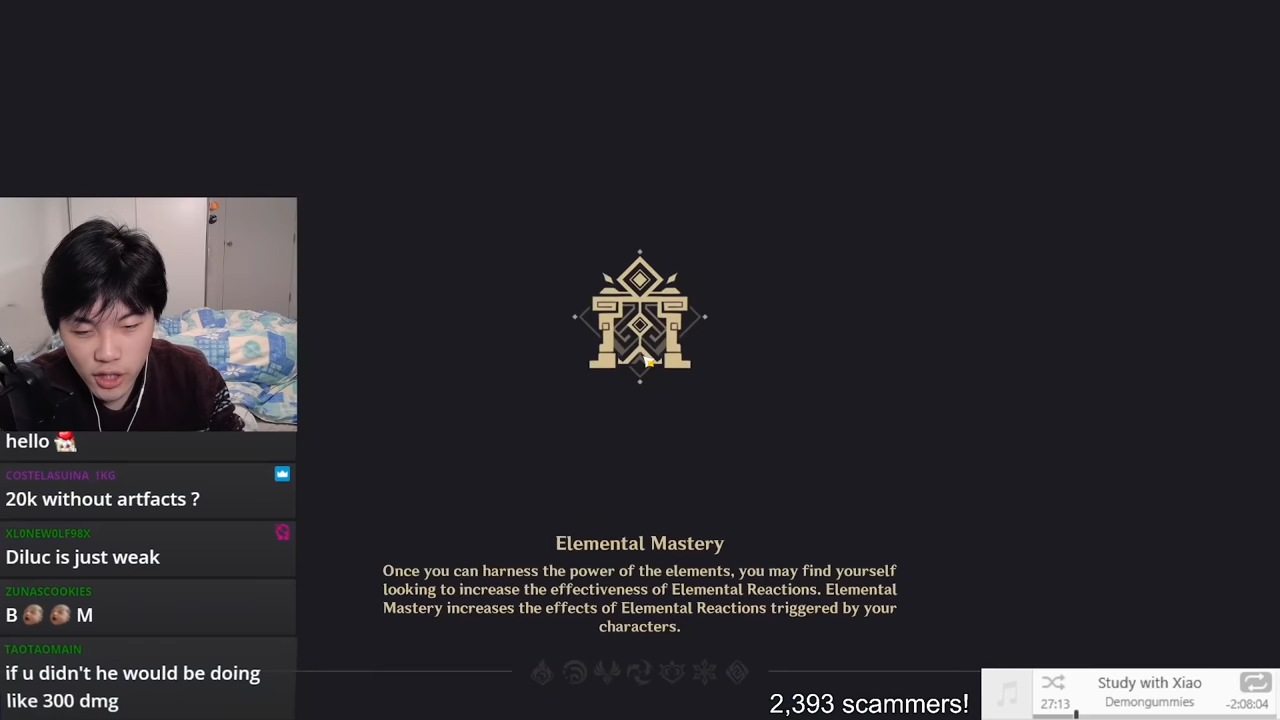 hello
COSTELASUINA_1KG
20k without artfacts ?
XL0NEW0LF98X
Diluc is just weak
ZUNASCOOKIES
B M
TAOTAOMAIN
if u didn't he would be doing
like 300 dmg
Elemental Mastery
Once you can harness the power of the elements, you may find yourself
looking to increase the effectiveness of Elemental Reactions. Elemental
Mastery increases the effects of Elemental Reactions triggered by your
characters.
2,393 scammers!
Study with Xiao
27:13
Demongummies
-2:08:04